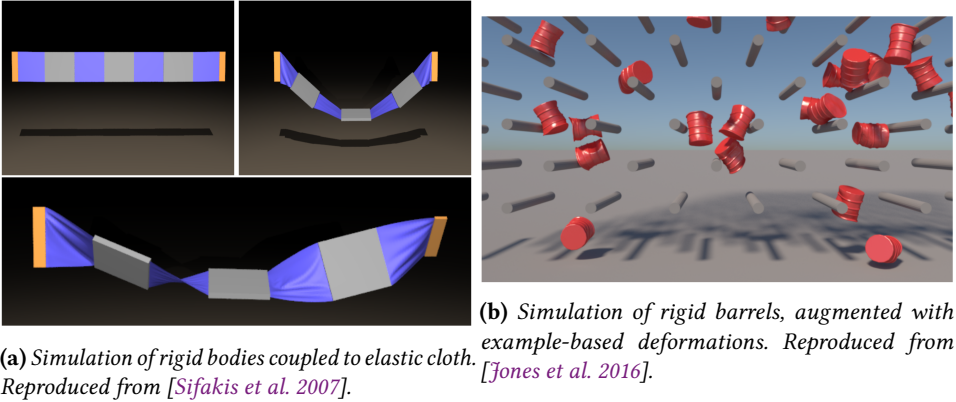 (a) Simulation of rigid bodies coupled to elastic cloth.
Reproduced from [Sifakis et al. 2007].
(b) Simulation of rigid barrels, augmented with
example-based deformations. Reproduced from
[Jones et al. 2016].